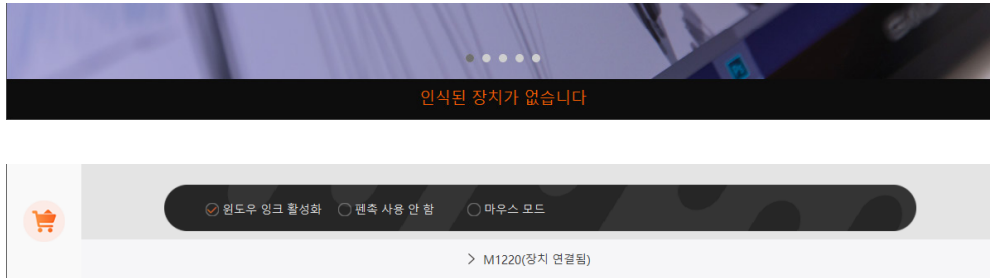 인식된 장치가 없습니다
윈도우 잉크 활성화 펜촉 사용 안 함 마우스 모드
M1220(장치 연결됨)